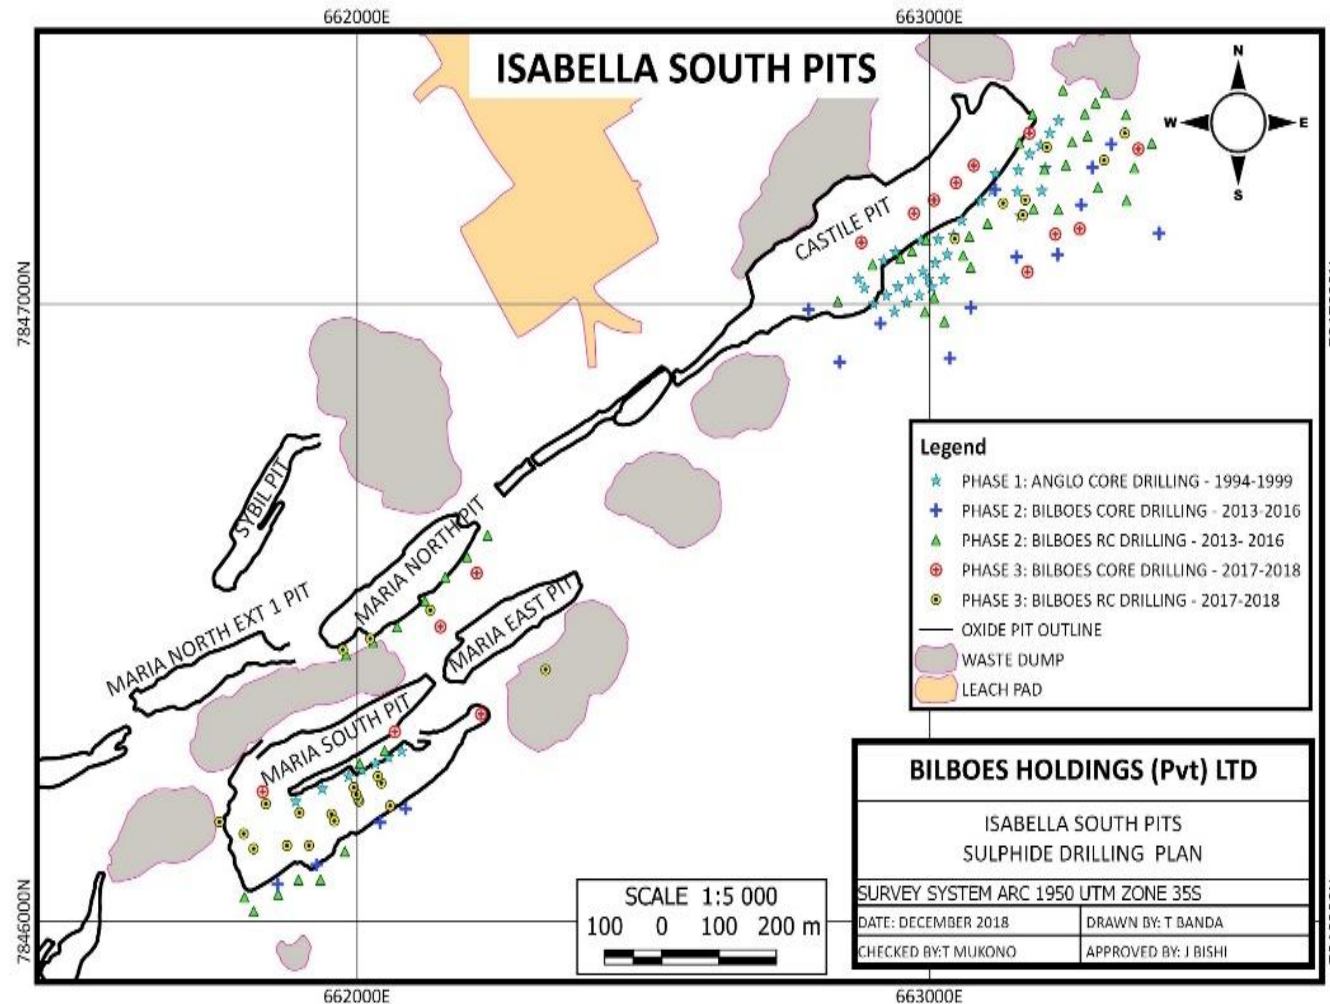 662000E
663000E
ISABELLA SOUTH PITS
N
W
E
S
CASTILE PIT
7847000N
SYBIL PIT
MARIA NORTH PIT
MARIA NORTH EXT 1 PIT
MARIA EAST PIT
MARIA SOUTH PIT
7846000N
Legend
PHASE 1: ANGLO CORE DRILLING - 1994-1999
PHASE 2: BILBOES CORE DRILLING - 2013-2016
PHASE 2: BILBOES RC DRILLING - 2013- 2016
PHASE 3: BILBOES CORE DRILLING - 2017-2018
PHASE 3: BILBOES RC DRILLING - 2017-2018
OXIDE PIT OUTLINE
WASTE DUMP
LEACH PAD
BILBOES HOLDINGS (Pvt) LTD
ISABELLA SOUTH PITS
SULPHIDE DRILLING PLAN
SURVEY SYSTEM ARC 1950 UTM ZONE 35S
DATE: DECEMBER 2018
DRAWN BY: T BANDA
CHECKED BY:T MUKONO
APPROVED BY: J BISHI
SCALE 1:5 000
100 0 100 200 m
662000E
663000E